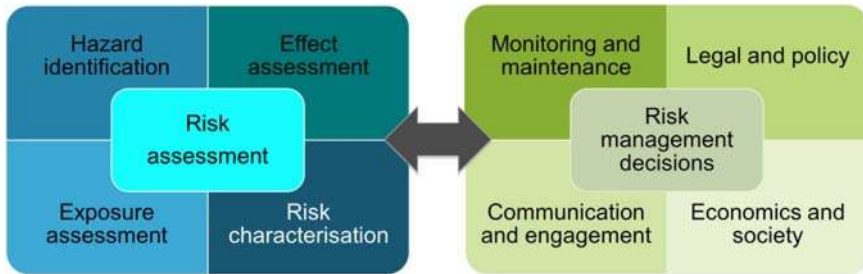 Hazard
identification
Effect
assessment
Risk
assessment
Exposure
assessment
Risk
characterisation
Monitoring and
maintenance
Legal and policy
Risk
management
decisions
Communication
and engagement
Economics and
society